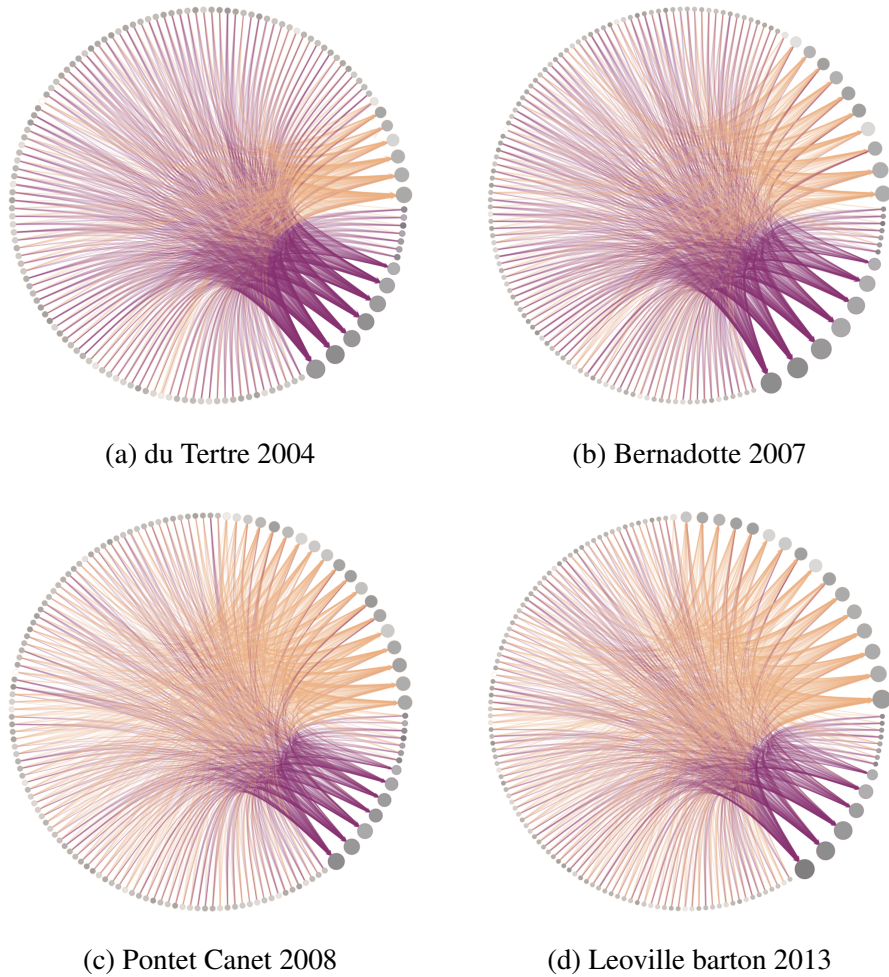 (a) du Tertre 2004
(b) Bernadotte 2007
(c) Pontet Canet 2008
(d) Leoville barton 2013